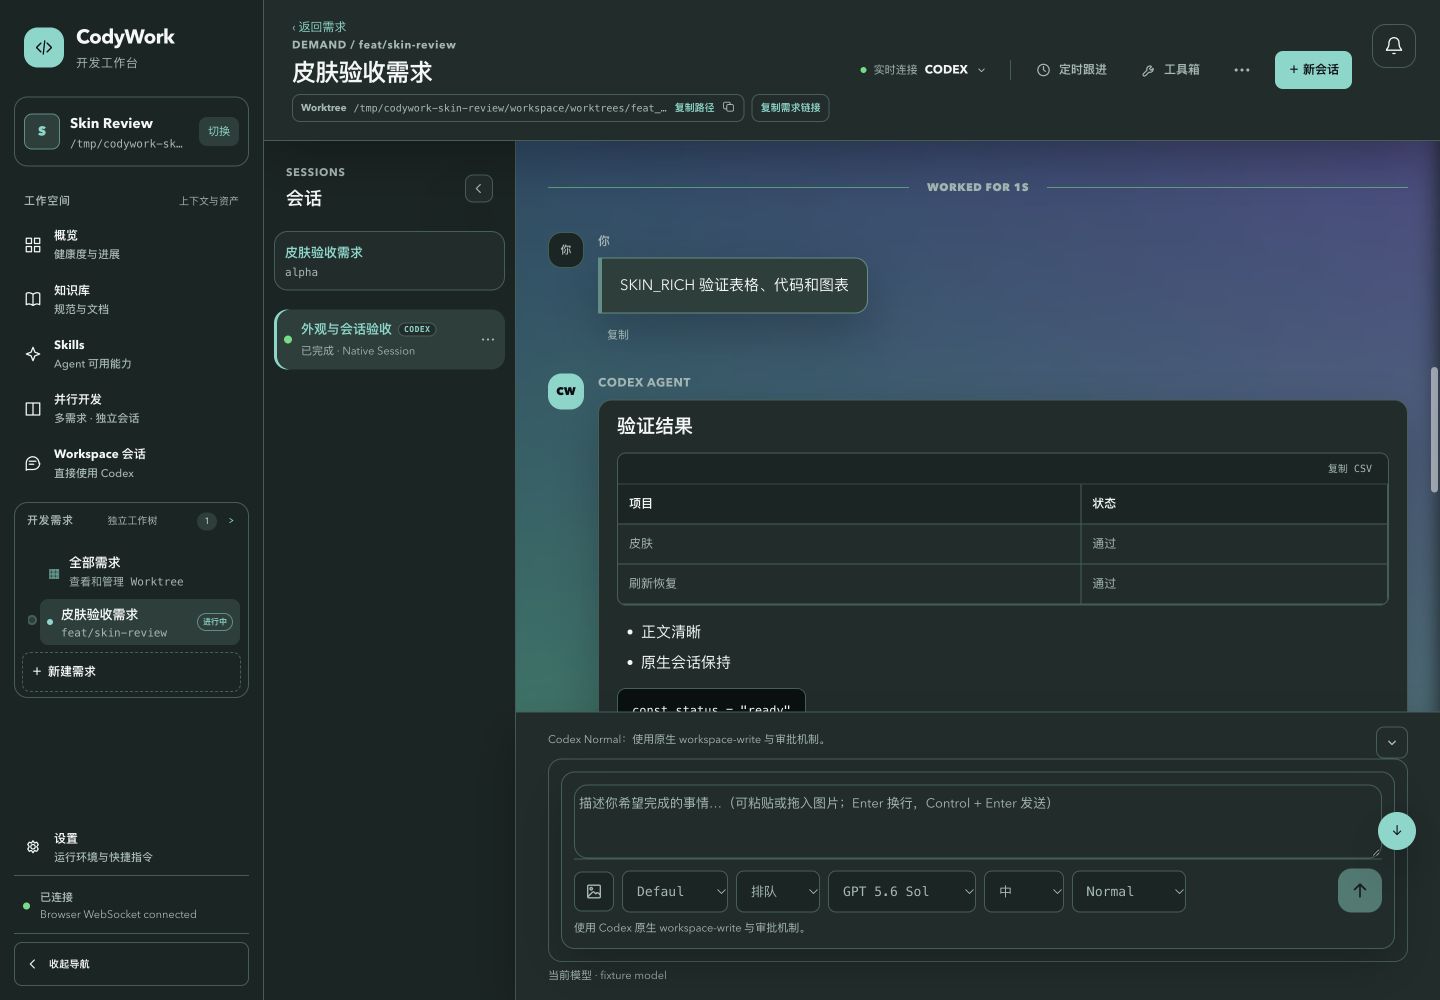 CodyWork
开发工作台
S
Skin Review
/tmp/codywork-sk…
切换
工作空间
上下文与资产
概览
健康度与进展
知识库
规范与文档
Skills
Agent 可用能力
并行开发
多需求 · 独立会话
Workspace 会话
直接使用 Codex
开发需求
独立工作树
1
>
全部需求
查看和管理 Worktree
皮肤验收需求
feat/skin-review
进行中
+ 新建需求
设置
运行环境与快捷指令
已连接
Browser WebSocket connected
收起导航
‹ 返回需求
DEMAND / feat/skin-review
皮肤验收需求
Worktree /tmp/codywork-skin-review/workspace/worktrees/feat_… 复制路径
复制需求链接
实时连接 CODEX
定时跟进
工具箱
+ 新会话
SESSIONS
会话
皮肤验收需求
alpha
外观与会话验收 CODEX
已完成 · Native Session
WORKED FOR 1S
你
你
SKIN_RICH 验证表格、代码和图表
复制
CW
CODEX AGENT
验证结果
复制 CSV
项目 状态
皮肤 通过
刷新恢复 通过
• 正文清晰
• 原生会话保持
const status = "ready"
Codex Normal：使用原生 workspace-write 与审批机制。
描述你希望完成的事情…（可粘贴或拖入图片；Enter 换行，Control + Enter 发送）
Defaul
排队
GPT 5.6 Sol
中
Normal
使用 Codex 原生 workspace-write 与审批机制。
当前模型 · fixture model